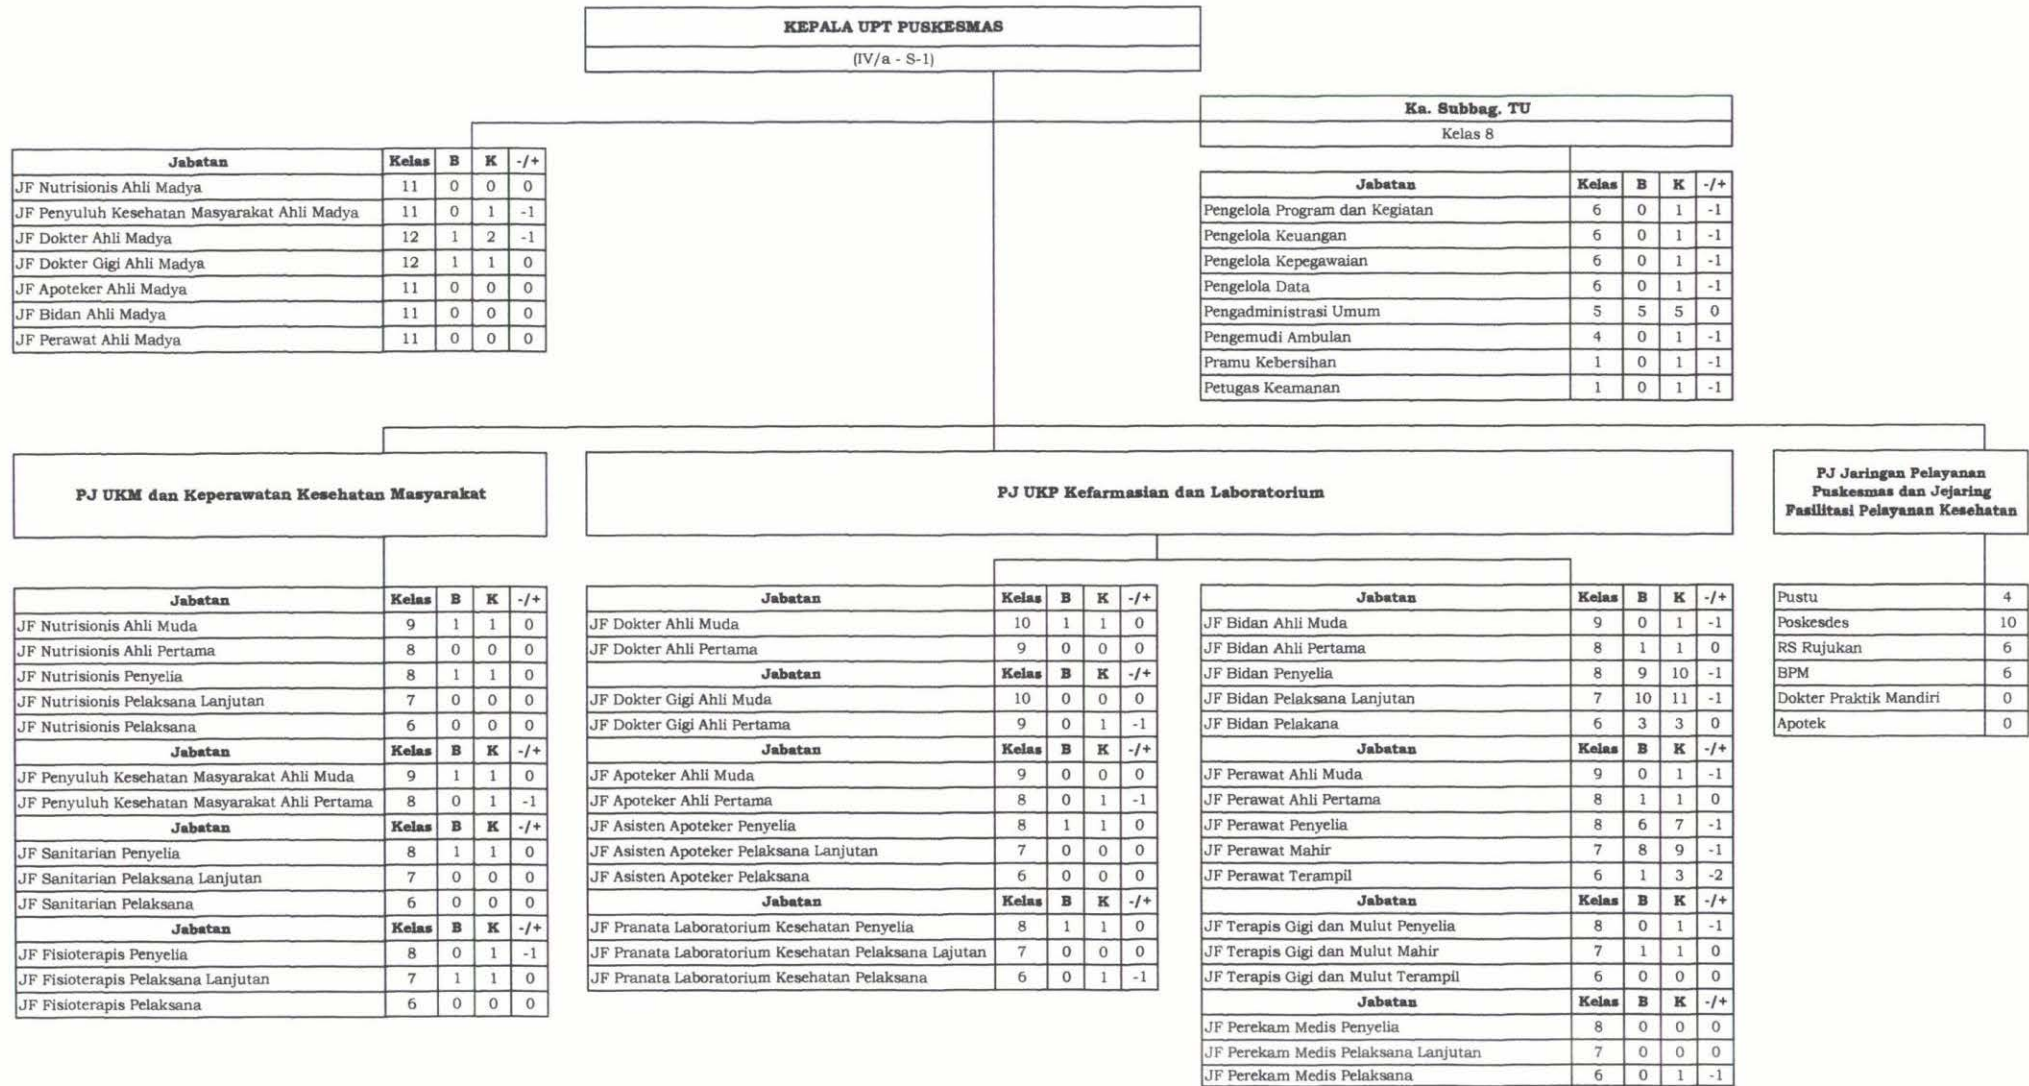 KEPALA UPT PUSKESMAS
(IV/a - S-1)
Ka. Subbag. TU
Kelas 8
Jabatan Kelas B K -/+
JF Nutrisionis Ahli Madya 11 0 0 0
JF Penyuluh Kesehatan Masyarakat Ahli Madya 11 0 1 -1
JF Dokter Ahli Madya 12 1 2 -1
JF Dokter Gigi Ahli Madya 12 1 1 0
JF Apoteker Ahli Madya 11 0 0 0
JF Bidan Ahli Madya 11 0 0 0
JF Perawat Ahli Madya 11 0 0 0
Jabatan Kelas B K -/+
Pengelola Program dan Kegiatan 6 0 1 -1
Pengelola Keuangan 6 0 1 -1
Pengelola Kepegawaian 6 0 1 -1
Pengelola Data 6 0 1 -1
Pengadministrasi Umum 5 5 5 0
Pengemudi Ambulan 4 0 1 -1
Pramu Kebersihan 1 0 1 -1
Petugas Keamanan 1 0 1 -1
PJ UKM dan Keperawatan Kesehatan Masyarakat
PJ UKP Kefarmasian dan Laboratorium
PJ Jaringan Pelayanan
Puskesmas dan Jejaring
Fasilitasi Pelayanan Kesehatan
Jabatan Kelas B K -/+
JF Nutrisionis Ahli Muda 9 1 1 0
JF Nutrisionis Ahli Pertama 8 0 0 0
JF Nutrisionis Penyelia 8 1 1 0
JF Nutrisionis Pelaksana Lanjutan 7 0 0 0
JF Nutrisionis Pelaksana 6 0 0 0
Jabatan Kelas B K -/+
JF Penyuluh Kesehatan Masyarakat Ahli Muda 9 1 1 0
JF Penyuluh Kesehatan Masyarakat Ahli Pertama 8 0 1 -1
Jabatan Kelas B K -/+
JF Sanitarian Penyelia 8 1 1 0
JF Sanitarian Pelaksana Lanjutan 7 0 0 0
JF Sanitarian Pelaksana 6 0 0 0
Jabatan Kelas B K -/+
JF Fisioterapis Penyelia 8 0 1 -1
JF Fisioterapis Pelaksana Lanjutan 7 1 1 0
JF Fisioterapis Pelaksana 6 0 0 0
Jabatan Kelas B K -/+
JF Dokter Ahli Muda 10 1 1 0
JF Dokter Ahli Pertama 9 0 0 0
Jabatan Kelas B K -/+
JF Dokter Gigi Ahli Muda 10 0 0 0
JF Dokter Gigi Ahli Pertama 9 0 1 -1
Jabatan Kelas B K -/+
JF Apoteker Ahli Muda 9 0 0 0
JF Apoteker Ahli Pertama 8 0 1 -1
JF Asisten Apoteker Penyelia 8 1 1 0
JF Asisten Apoteker Pelaksana Lanjutan 7 0 0 0
JF Asisten Apoteker Pelaksana 6 0 0 0
Jabatan Kelas B K -/+
JF Pranata Laboratorium Kesehatan Penyelia 8 1 1 0
JF Pranata Laboratorium Kesehatan Pelaksana Lajutan 7 0 0 0
JF Pranata Laboratorium Kesehatan Pelaksana 6 0 1 -1
Jabatan Kelas B K -/+
JF Bidan Ahli Muda 9 0 1 -1
JF Bidan Ahli Pertama 8 1 1 0
JF Bidan Penyelia 8 9 10 -1
JF Bidan Pelaksana Lanjutan 7 10 11 -1
JF Bidan Pelakana 6 3 3 0
Jabatan Kelas B K -/+
JF Perawat Ahli Muda 9 0 1 -1
JF Perawat Ahli Pertama 8 1 1 0
JF Perawat Penyelia 8 6 7 -1
JF Perawat Mahir 7 8 9 -1
JF Perawat Terampil 6 1 3 -2
Jabatan Kelas B K -/+
JF Terapis Gigi dan Mulut Penyelia 8 0 1 -1
JF Terapis Gigi dan Mulut Mahir 7 1 1 0
JF Terapis Gigi dan Mulut Terampil 6 0 0 0
Jabatan Kelas B K -/+
JF Perekam Medis Penyelia 8 0 0 0
JF Perekam Medis Pelaksana Lanjutan 7 0 0 0
JF Perekam Medis Pelaksana 6 0 1 -1
Pustu 4
Poskesdes 10
RS Rujukan 6
BPM 6
Dokter Praktik Mandiri 0
Apotek 0